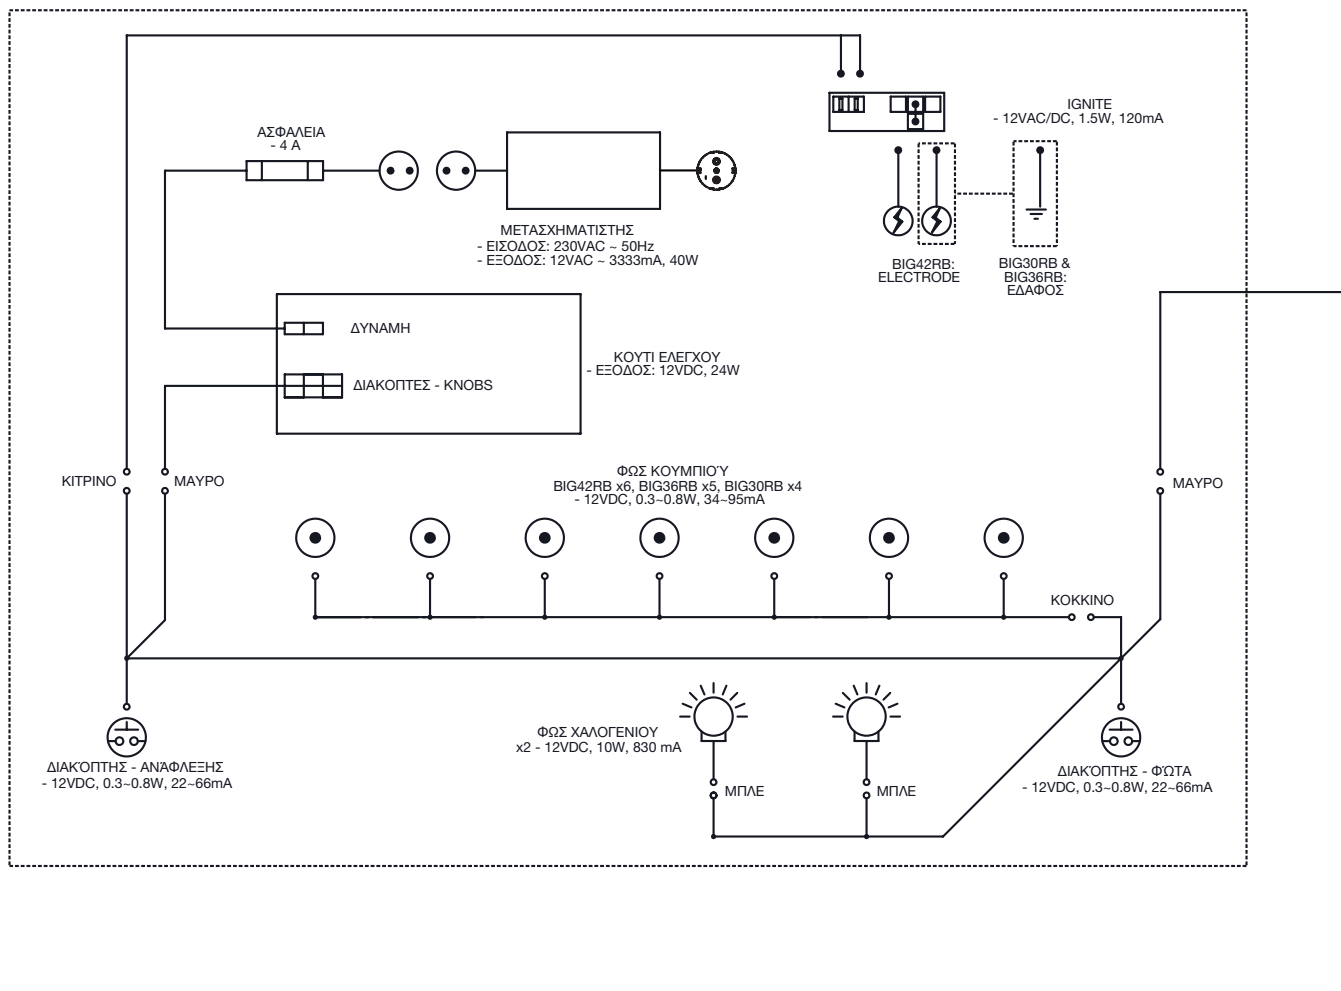 IGNITE
- 12VAC/DC, 1.5W, 120mA
ΑΣΦΑΛΕΙΑ
- 4 A
ΜΕΤΑΣΧΗΜΑΤΙΣΤΗΣ
- ΕΙΣΟΔΟΣ: 230VAC ~ 50Hz
- ΕΞΟΔΟΣ: 12VAC ~ 3333mA, 40W
BIG42RB:
ELECTRODE
BIG30RB &
BIG36RB:
ΕΔΑΦΟΣ
ΔΥΝΑΜΗ
ΚΟΥΤΙ ΕΛΕΓΧΟΥ
- ΕΞΟΔΟΣ: 12VDC, 24W
ΔΙΑΚΟΠΤΕΣ - KNOBS
ΚΙΤΡΙΝΟ
ΜΑΥΡΟ
ΦΩΣ ΚΟΥΜΠΙΟΎ
BIG42RB x6, BIG36RB x5, BIG30RB x4
- 12VDC, 0.3~0.8W, 34~95mA
ΜΑΥΡΟ
ΚΟΚΚΙΝΟ
ΦΩΣ ΧΑΛΟΓΕΝΙΟΥ
x2 - 12VDC, 10W, 830 mA
ΜΠΛΕ
ΜΠΛΕ
ΔΙΑΚΌΠΤΗΣ - ΑΝΆΦΛΕΞΗΣ
- 12VDC, 0.3~0.8W, 22~66mA
ΔΙΑΚΌΠΤΗΣ - ΦΏΤΑ
- 12VDC, 0.3~0.8W, 22~66mA